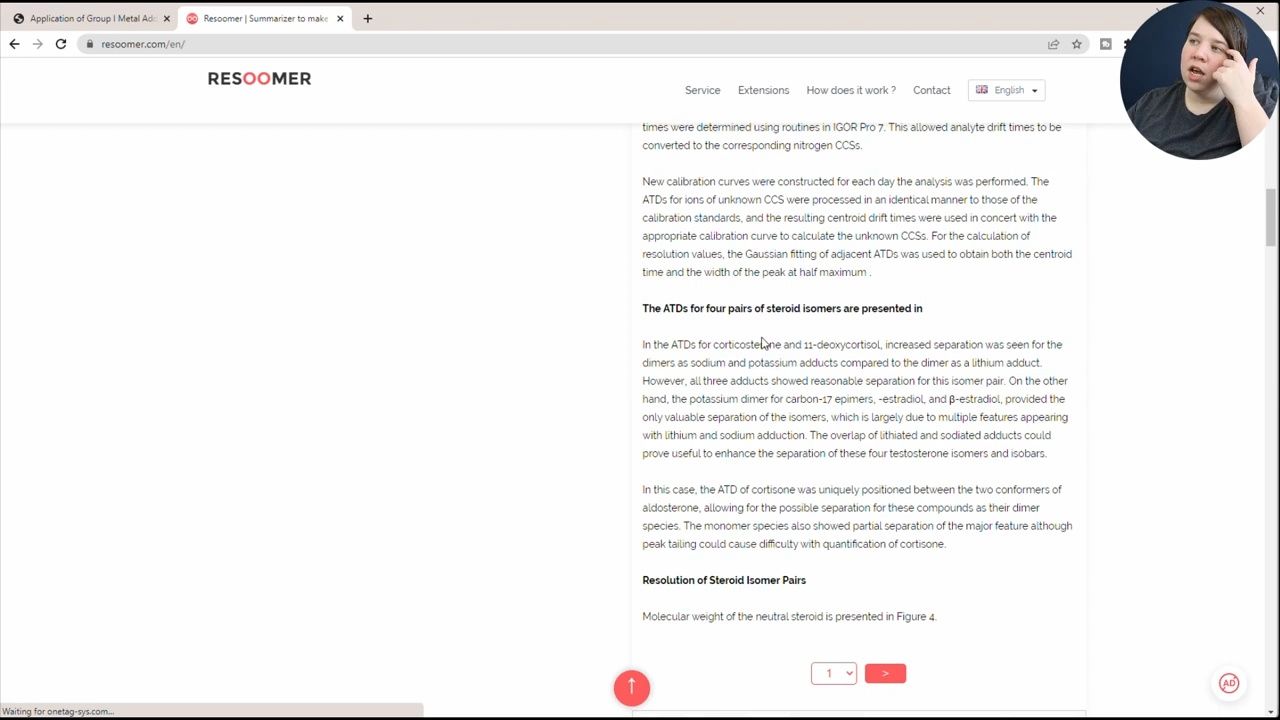 Application of Group I Metal Add
Resoomer | Summarizer to make
resoomer.com/en/
RESOOMER
Service
Extensions
How does it work ?
Contact
English
times were determined using routines in IGOR Pro 7. This allowed analyte drift times to be
converted to the corresponding nitrogen CCSs.
New calibration curves were constructed for each day the analysis was performed. The
ATDs for ions of unknown CCS were processed in an identical manner to those of the
calibration standards, and the resulting centroid drift times were used in concert with the
appropriate calibration curve to calculate the unknown CCSs. For the calculation of
resolution values, the Gaussian fitting of adjacent ATDs was used to obtain both the centroid
time and the width of the peak at half maximum .
The ATDs for four pairs of steroid isomers are presented in
In the ATDs for corticosterone and 11-deoxycortisol, increased separation was seen for the
dimers as sodium and potassium adducts compared to the dimer as a lithium adduct.
However, all three adducts showed reasonable separation for this isomer pair. On the other
hand, the potassium dimer for carbon-17 epimers, -estradiol, and β-estradiol, provided the
only valuable separation of the isomers, which is largely due to multiple features appearing
with lithium and sodium adduction. The overlap of lithiated and sodiated adducts could
prove useful to enhance the separation of these four testosterone isomers and isobars.
In this case, the ATD of cortisone was uniquely positioned between the two conformers of
aldosterone, allowing for the possible separation for these compounds as their dimer
species. The monomer species also showed partial separation of the major feature although
peak tailing could cause difficulty with quantification of cortisone.
Resolution of Steroid Isomer Pairs
Molecular weight of the neutral steroid is presented in Figure 4.
1
>
AD
Waiting for onetag-sys.com...